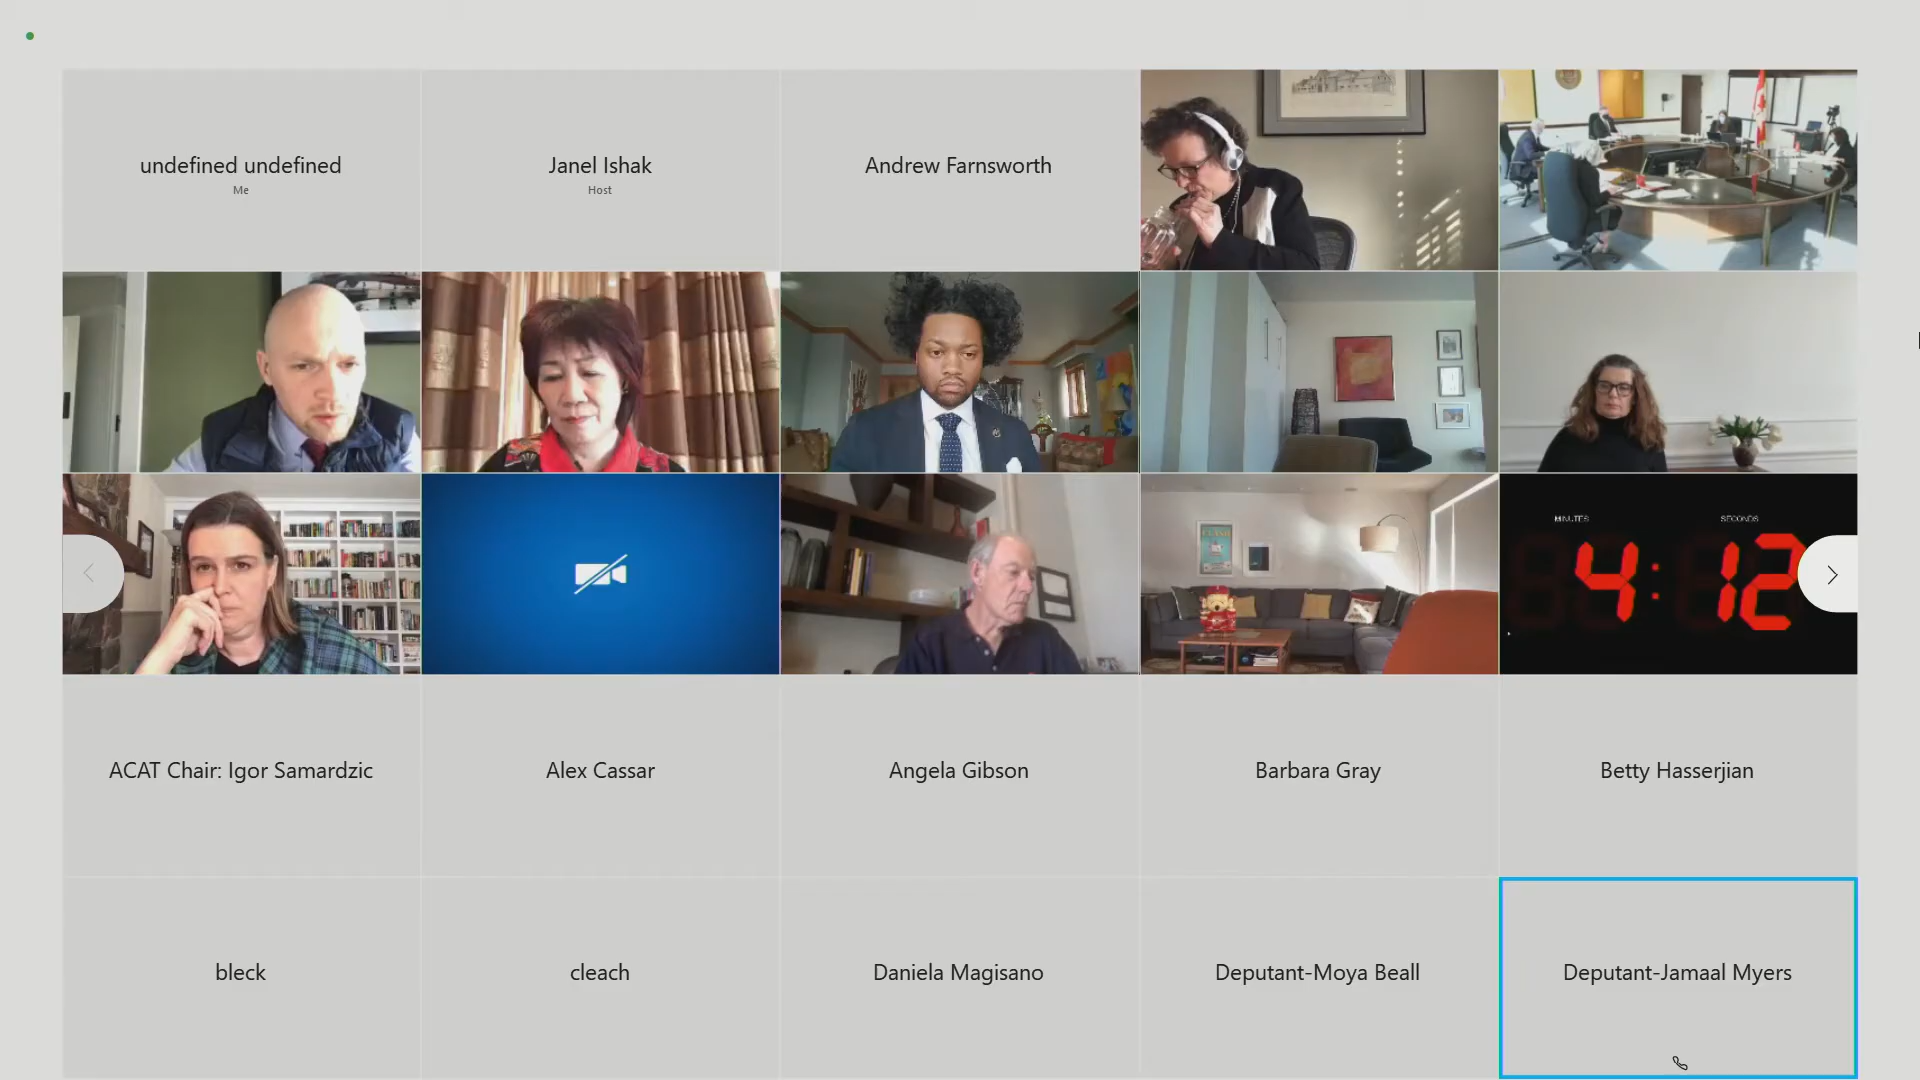 undefined undefined
Me
Janel Ishak
Host
Andrew Farnsworth
MINUTES SECONDS
4:12
ACAT Chair: Igor Samardzic
Alex Cassar
Angela Gibson
Barbara Gray
Betty Hasserjian
bleck
cleach
Daniela Magisano
Deputant-Moya Beall
Deputant-Jamaal Myers